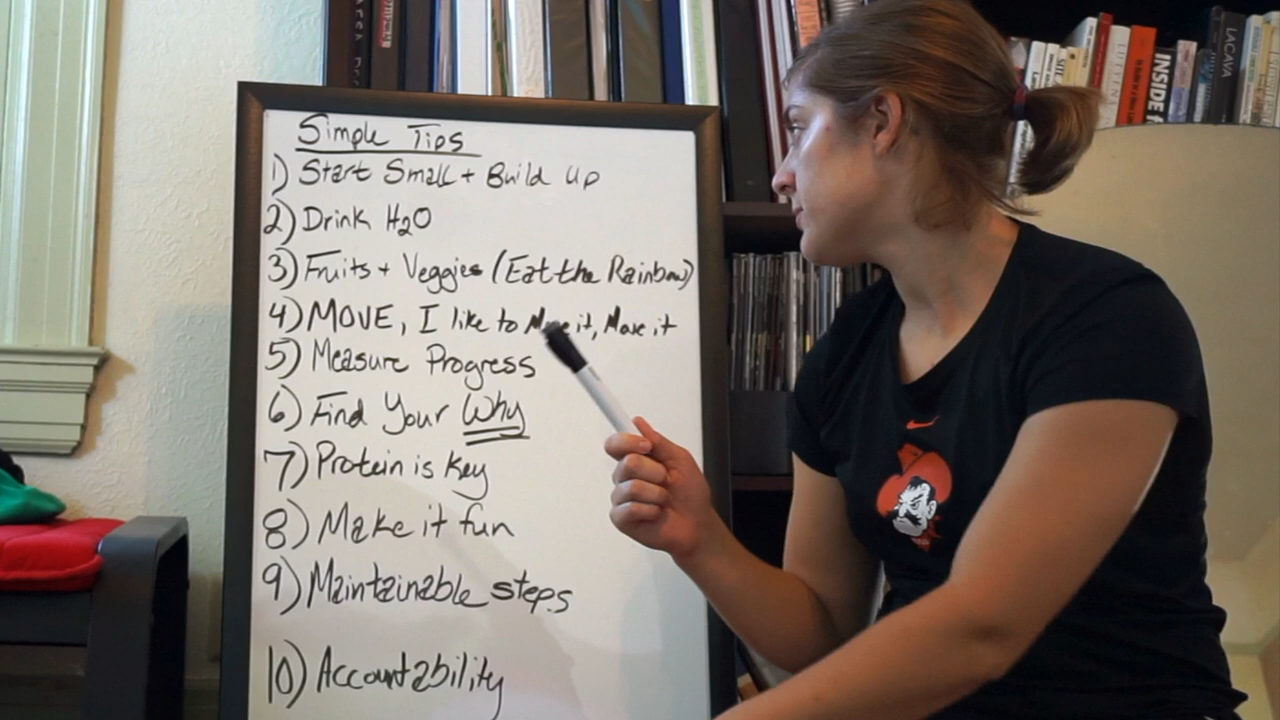 Simple Tips
1) Start Small + Build Up
2) Drink H2O
3) Fruits + Veggies (Eat the Rainbow)
4) MOVE, I like to Move it, Move it
5) Measure Progress
6) Find Your Why
7) Protein is Key
8) Make it fun
9) Maintainable steps
10) Accountability
LACAVA
INSIDE